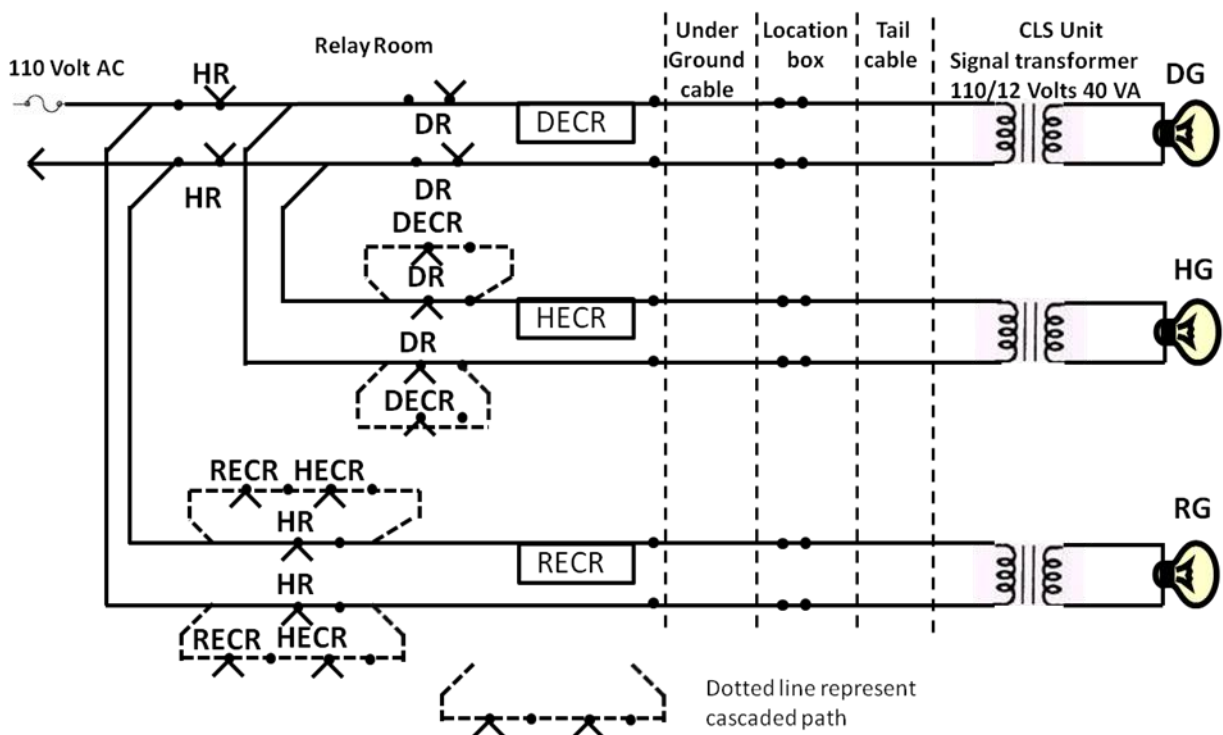 110 Volt AC
Relay Room
Under
Ground
cable
Location
box
Tail
cable
CLS Unit
Signal transformer
110/12 Volts 40 VA
DG
HR
DR
DECR
HR
DR
DECR
DR
HECR
HG
DR
DECR
RECR HECR
HR
RECR
RG
HR
RECR HECR
Dotted line represent
cascaded path